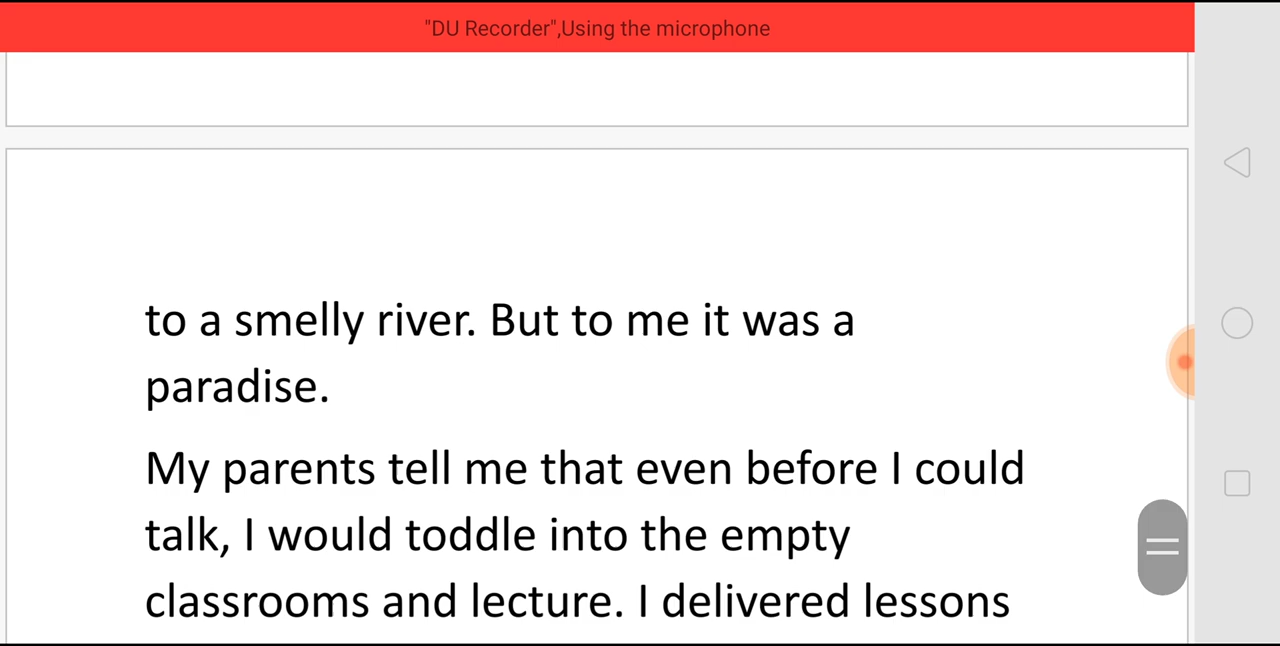 "DU Recorder",Using the microphone
to a smelly river. But to me it was a
paradise.
My parents tell me that even before I could
talk, I would toddle into the empty
classrooms and lecture. I delivered lessons